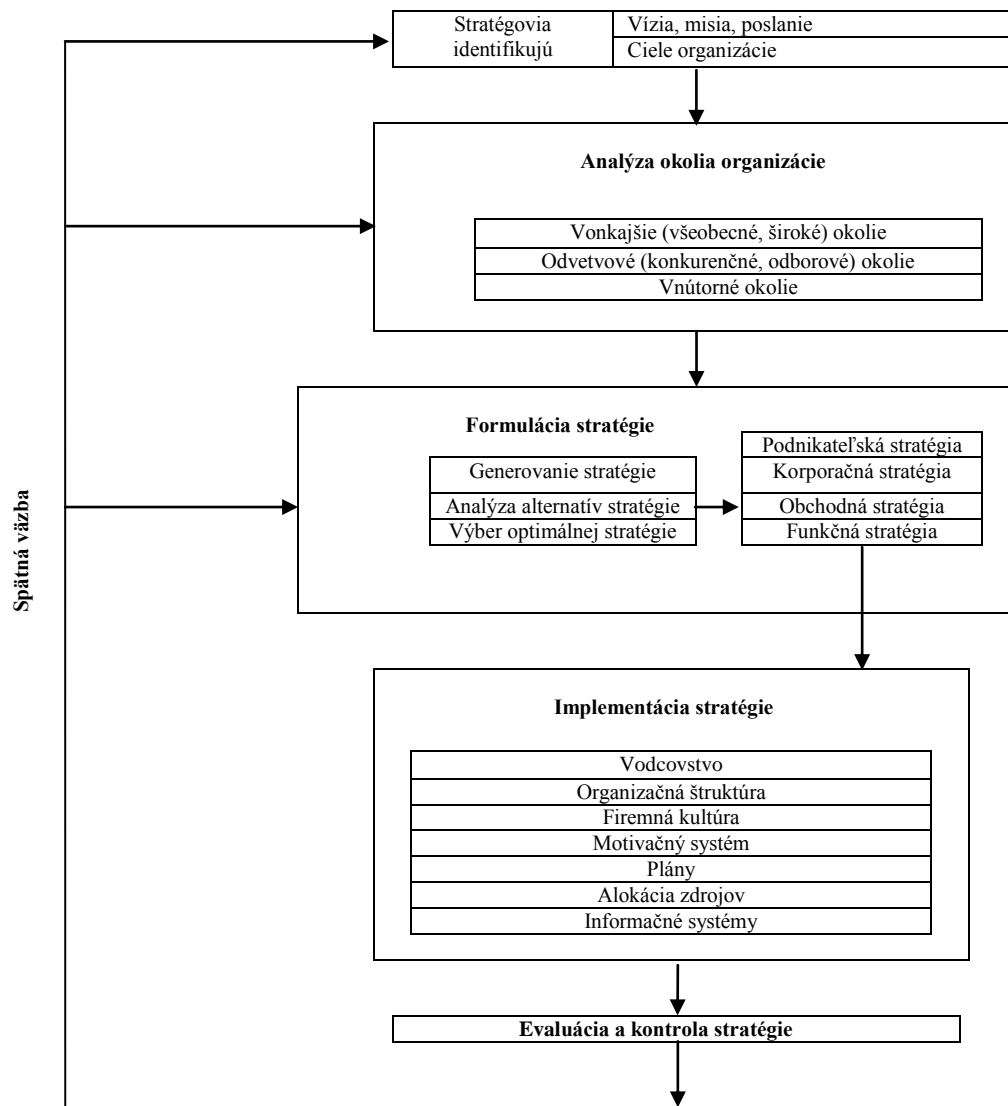 Stratégovia
identifikujú
Vízia, misia, poslanie
Ciele organizácie
Analýza okolia organizácie
Vonkajšie (všeobecné, široké) okolie
Odvetvové (konkurenčné, odborové) okolie
Vnútorné okolie
Formulácia stratégie
Generovanie stratégie
Analýza alternatív stratégie
Výber optimálnej stratégie
Podnikateľská stratégia
Korporačná stratégia
Obchodná stratégia
Funkčná stratégia
Spätná väzba
Implementácia stratégie
Vodcovstvo
Organizačná štruktúra
Firemná kultúra
Motivačný systém
Plány
Alokácia zdrojov
Informačné systémy
Evaluácia a kontrola stratégie